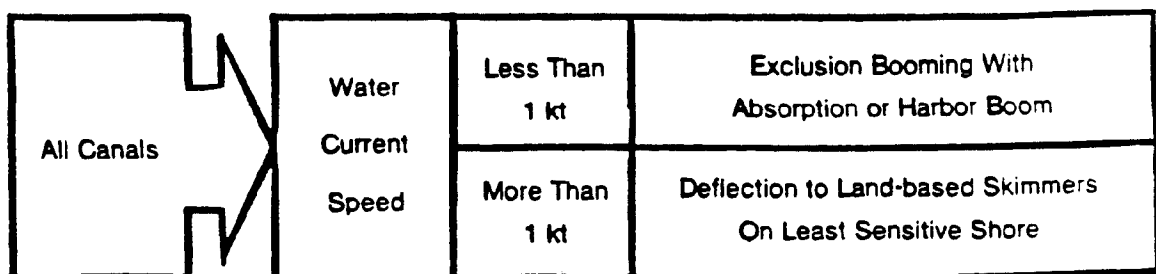 All Canals
Water
Current
Speed
Less Than
1 kt
Exclusion Booming With
Absorption or Harbor Boom
More Than
1 kt
Deflection to Land-based Skimmers
On Least Sensitive Shore